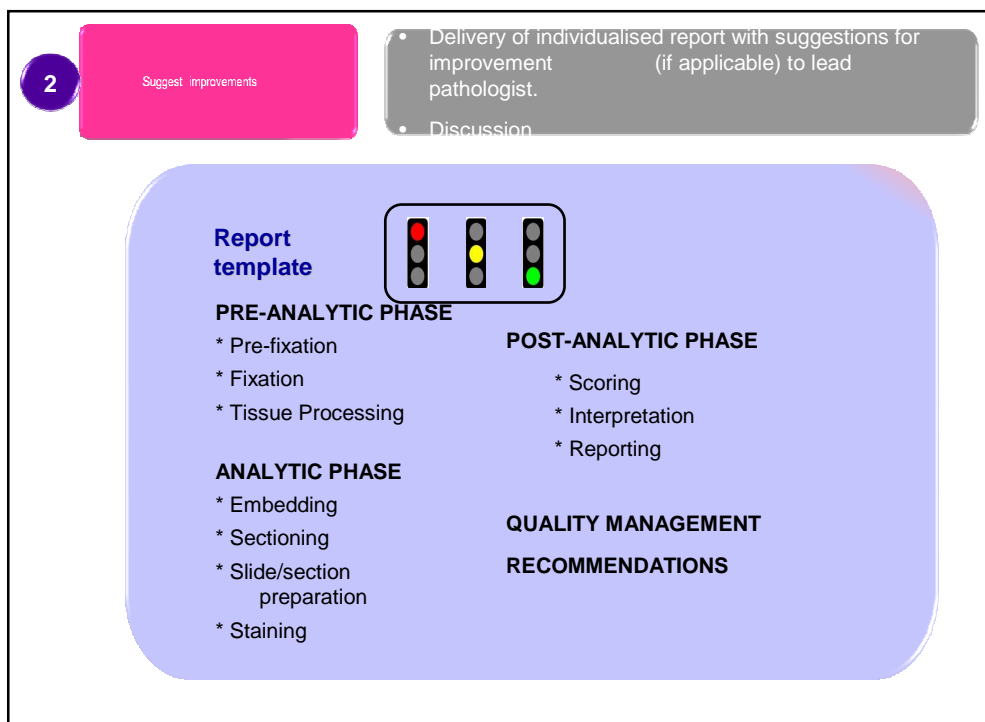 2
Suggest improvements
• Delivery of individualised report with suggestions for
improvement (if applicable) to lead
pathologist.
• Discussion
Report
template
PRE-ANALYTIC PHASE
* Pre-fixation
* Fixation
* Tissue Processing
ANALYTIC PHASE
* Embedding
* Sectioning
* Slide/section
preparation
* Staining
POST-ANALYTIC PHASE
* Scoring
* Interpretation
* Reporting
QUALITY MANAGEMENT
RECOMMENDATIONS